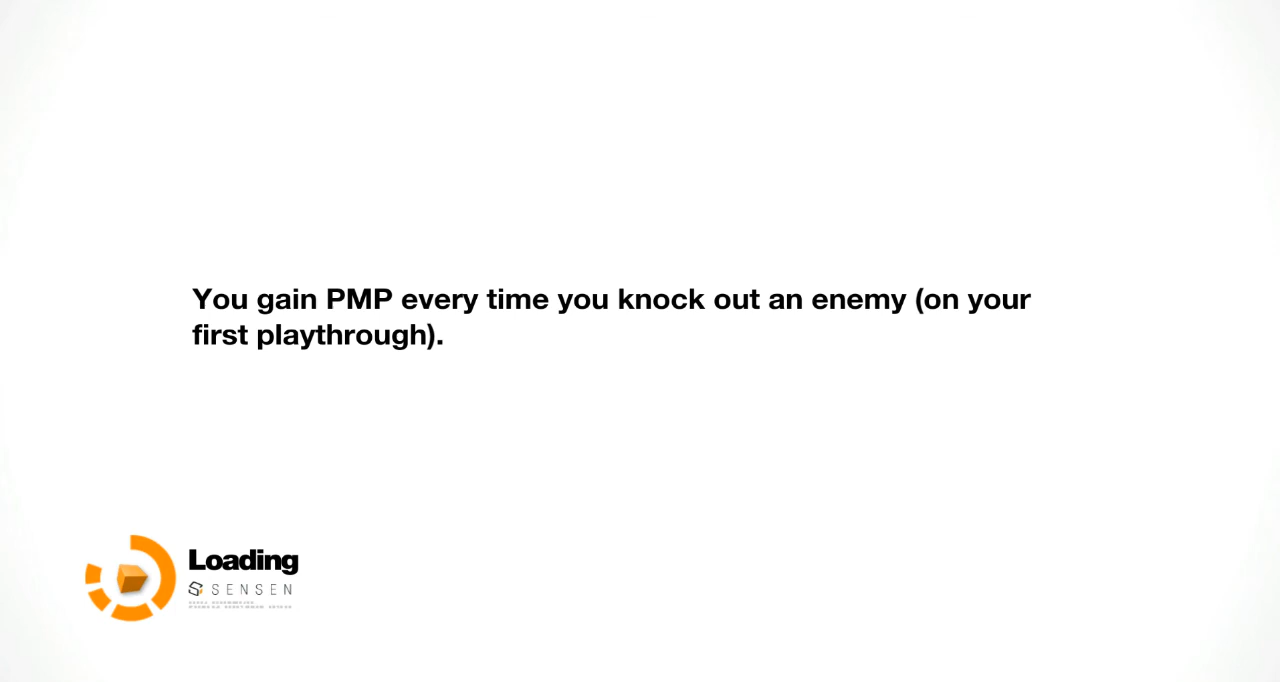 You gain PMP every time you knock out an enemy (on your
first playthrough).
Loading
SENSEN